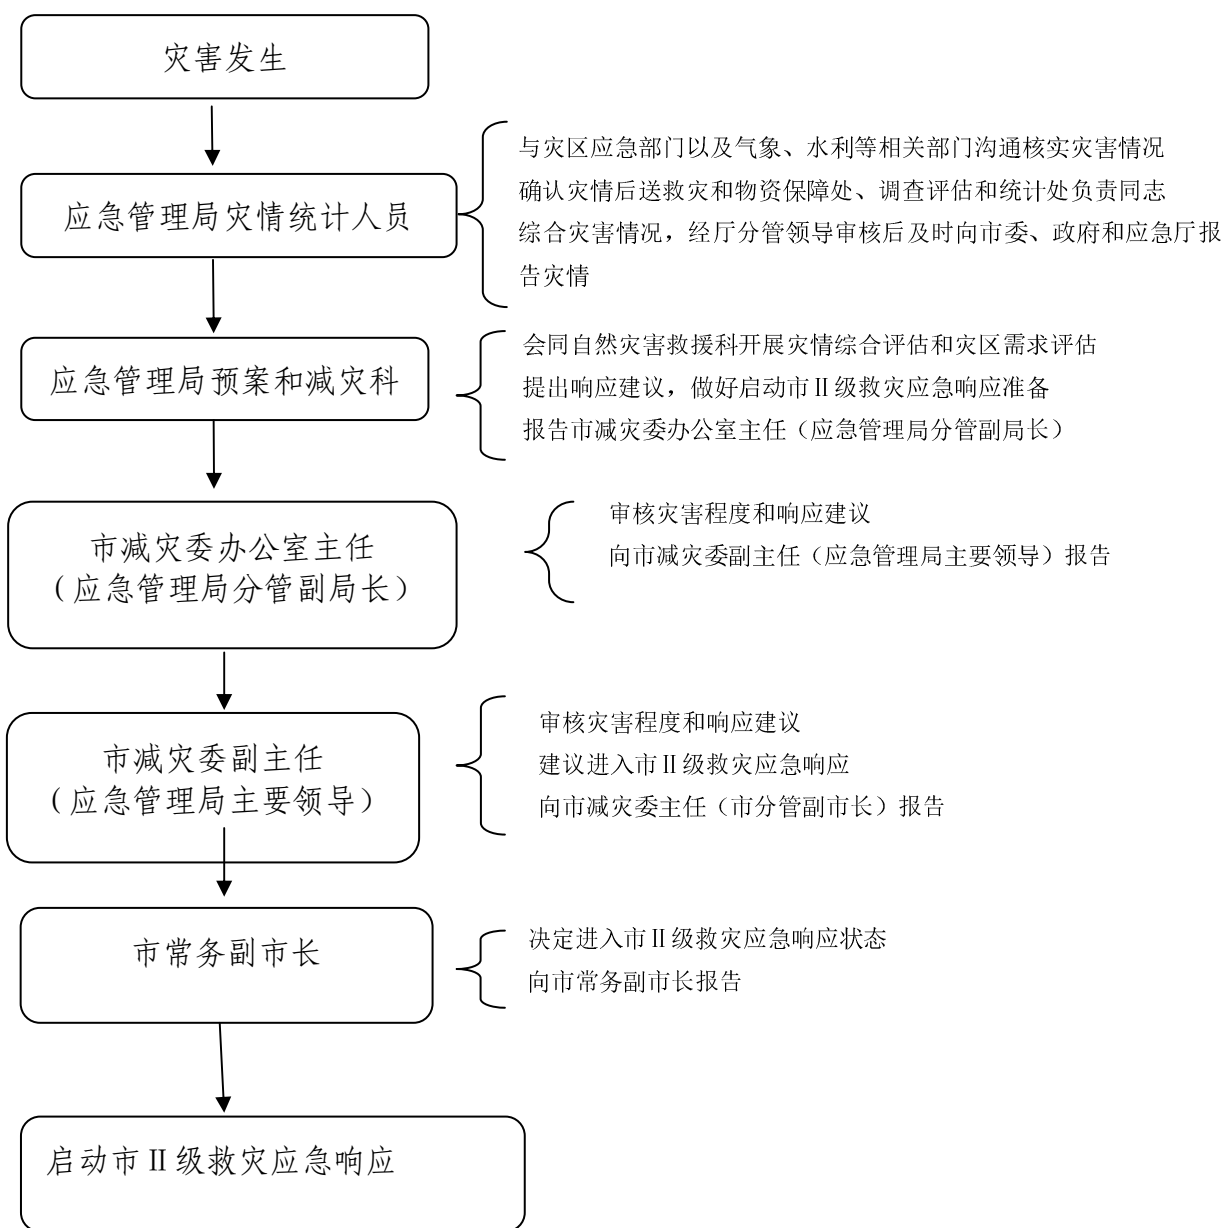 灾害发生
应急管理局灾情统计人员
与灾区应急部门以及气象、水利等相关部门沟通核实灾害情况
确认灾情后送救灾和物资保障处、调查评估和统计处负责同志
综合灾害情况，经厅分管领导审核后及时向市委、政府和应急厅报
告灾情
应急管理局预案和减灾科
会同自然灾害救援科开展灾情综合评估和灾区需求评估
提出响应建议，做好启动市Ⅱ级救灾应急响应准备
报告市减灾委办公室主任（应急管理局分管副局长）
市减灾委办公室主任
（应急管理局分管副局长）
审核灾害程度和响应建议
向市减灾委副主任（应急管理局主要领导）报告
市减灾委副主任
（应急管理局主要领导）
审核灾害程度和响应建议
建议进入市Ⅱ级救灾应急响应
向市减灾委主任（市分管副市长）报告
市常务副市长
决定进入市Ⅱ级救灾应急响应状态
向市常务副市长报告
启动市Ⅱ级救灾应急响应